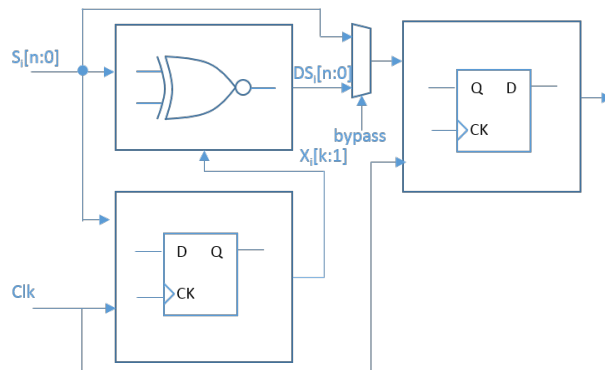 Sᵢ[n:0]
DSᵢ[n:0]
Q D
CK
bypass
Xᵢ[k:1]
D Q
CK
Clk